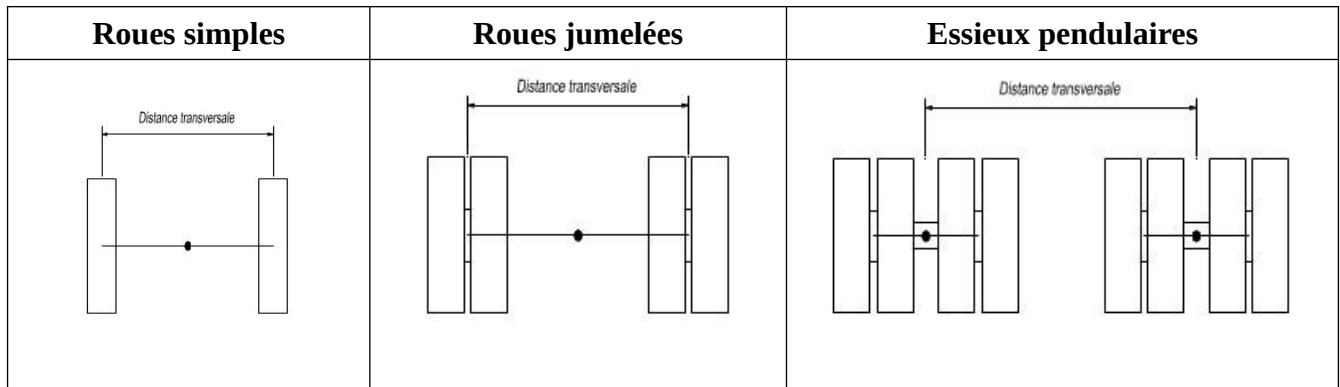 Roues simples
Roues jumelées
Essieux pendulaires
Distance transversale
Distance transversale
Distance transversale